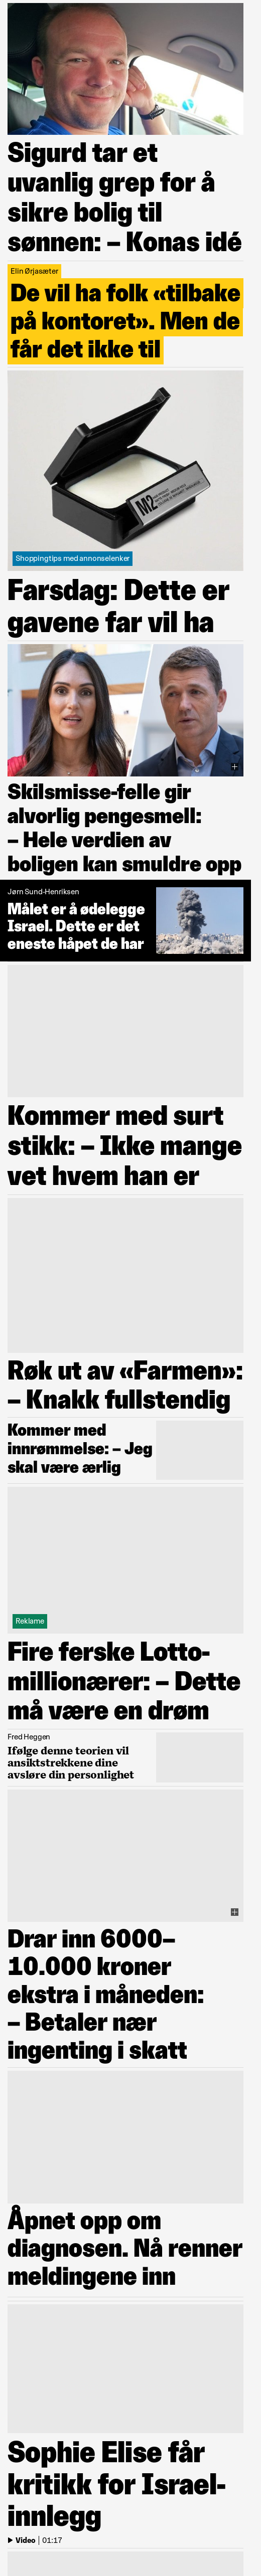 Sigurd tar et
uvanlig grep for å
sikre bolig til
sønnen: – Konas idé
Elin Ørjasæter
De vil ha folk «tilbake
på kontoret». Men de
får det ikke til
M2
Shoppingtips med annonselenker
Farsdag: Dette er
gavene far vil ha
Skilsmisse-felle gir
alvorlig pengesmell:
– Hele verdien av
boligen kan smuldre opp
Jørn Sund-Henriksen
Målet er å ødelegge
Israel. Dette er det
eneste håpet de har
Kommer med surt
stikk: – Ikke mange
vet hvem han er
Røk ut av «Farmen»:
– Knakk fullstendig
Kommer med
innrømmelse: – Jeg
skal være ærlig
Reklame
Fire ferske Lotto-
millionærer: – Dette
må være en drøm
Fred Heggen
Ifølge denne teorien vil
ansiktstrekkene dine
avsløre din personlighet
Drar inn 6000–
10.000 kroner
ekstra i måneden:
– Betaler nær
ingenting i skatt
Åpnet opp om
diagnosen. Nå renner
meldingene inn
Sophie Elise får
kritikk for Israel-
innlegg
Video | 01:17